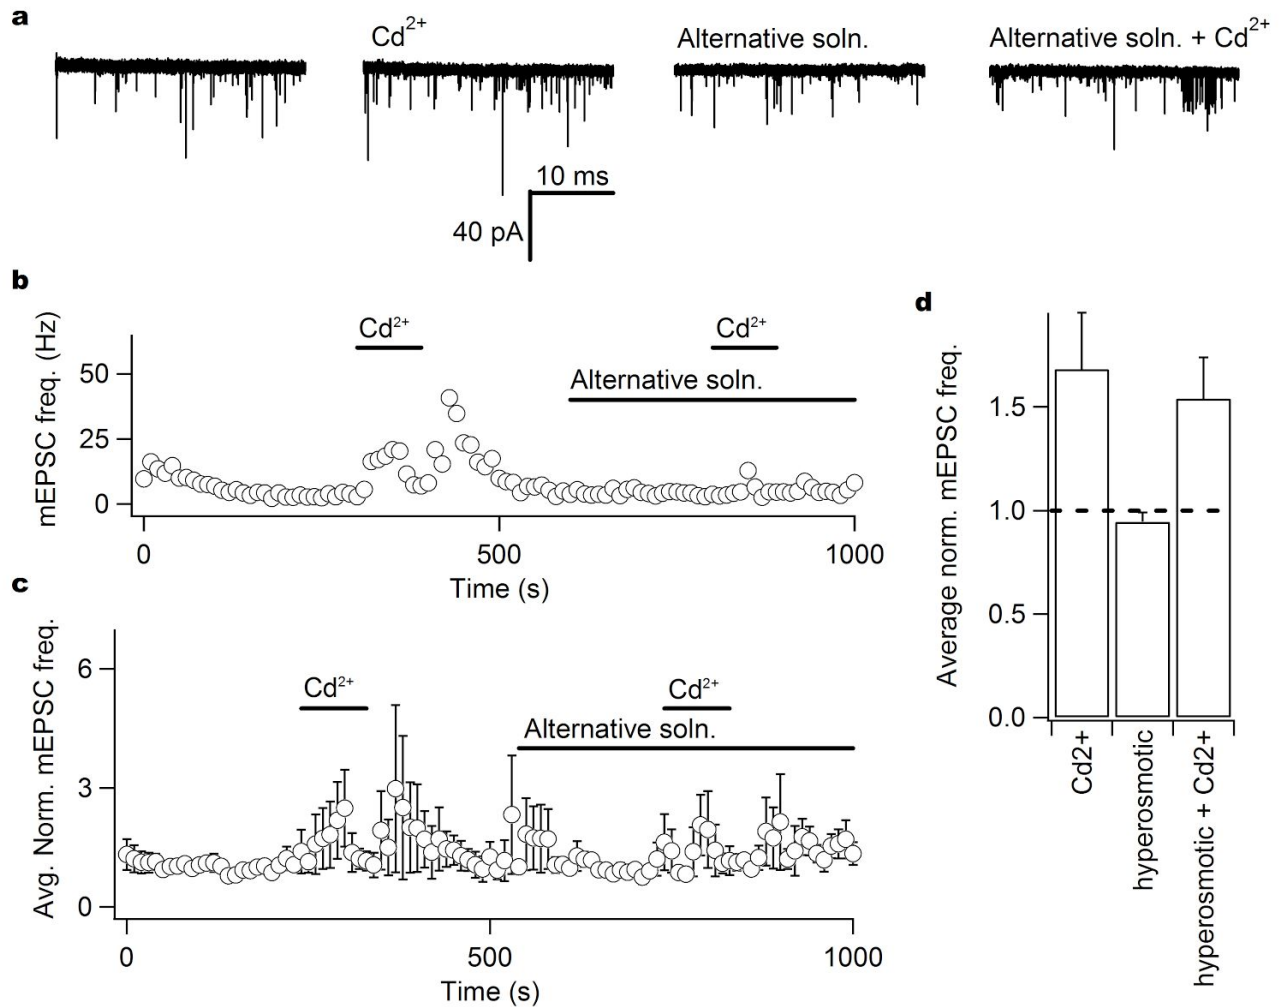 a
Cd²⁺
Alternative soln.
Alternative soln. + Cd²⁺
10 ms
40 pA
b
mEPSC freq. (Hz)
50
25
0
Cd²⁺
Cd²⁺
Alternative soln.
0
500
1000
Time (s)
c
Avg. Norm. mEPSC freq.
6
3
0
Cd²⁺
Cd²⁺
Alternative soln.
0
500
1000
Time (s)
d
Average norm. mEPSC freq.
1.5
1.0
0.5
0.0
Cd2+
hyperosmotic
hyperosmotic + Cd2+